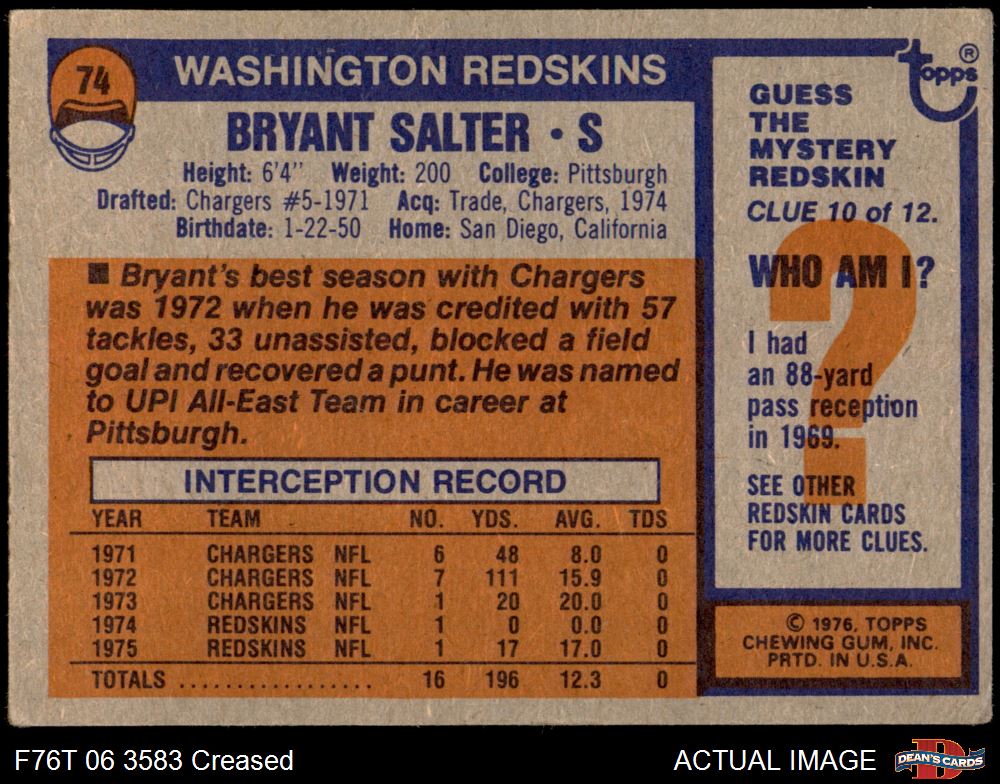 74
WASHINGTON REDSKINS
BRYANT SALTER • S
Height: 6'4" Weight: 200 College: Pittsburgh
Drafted: Chargers #5-1971 Acq: Trade, Chargers, 1974
Birthdate: 1-22-50 Home: San Diego, California
■ Bryant's best season with Chargers
was 1972 when he was credited with 57
tackles, 33 unassisted, blocked a field
goal and recovered a punt. He was named
to UPI All-East Team in career at
Pittsburgh.
INTERCEPTION RECORD
YEAR TEAM NO. YDS. AVG. TDS
1971 CHARGERS NFL 6 48 8.0 0
1972 CHARGERS NFL 7 111 15.9 0
1973 CHARGERS NFL 1 20 20.0 0
1974 REDSKINS NFL 1 0 0.0 0
1975 REDSKINS NFL 1 17 17.0 0
TOTALS .................. 16 196 12.3 0
topps ®
GUESS
THE
MYSTERY
REDSKIN
CLUE 10 of 12.
WHO AM I?
?
I had
an 88-yard
pass reception
in 1969.
SEE OTHER
REDSKIN CARDS
FOR MORE CLUES.
© 1976, TOPPS
CHEWING GUM, INC.
PRTD. IN U.S.A.
F76T 06 3583 Creased
ACTUAL IMAGE
D
DEAN'S CARDS